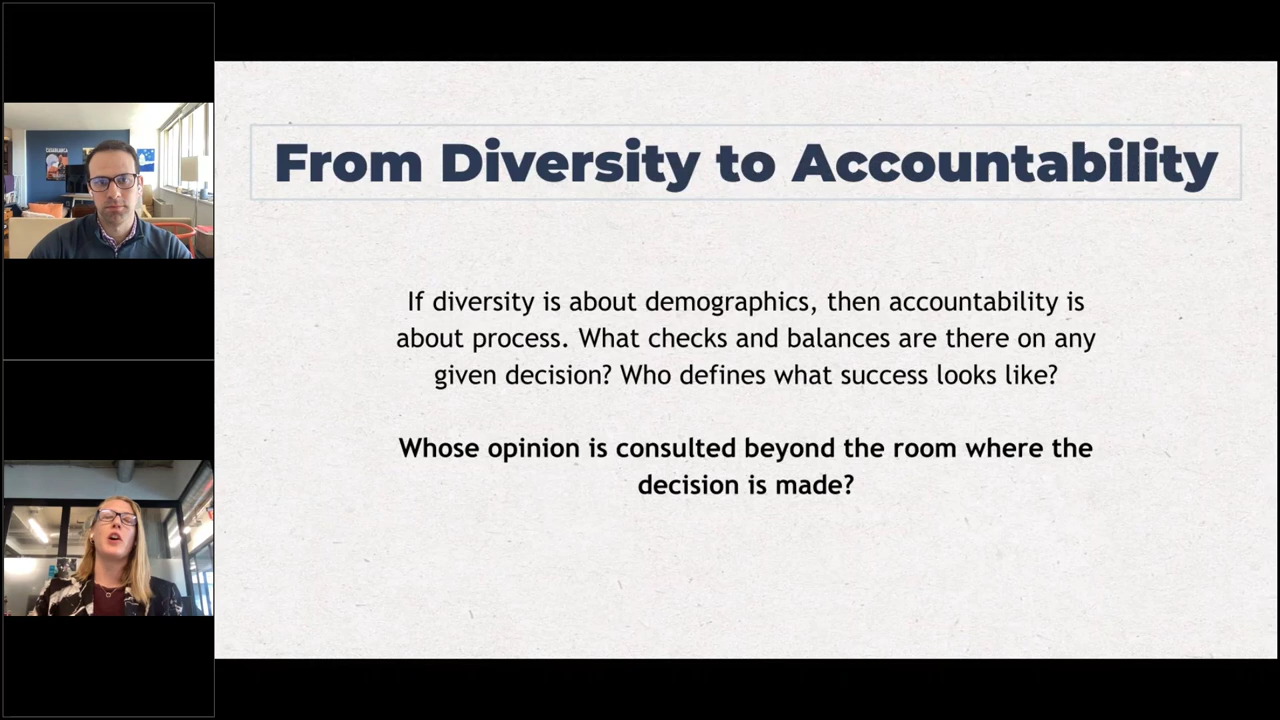 From Diversity to Accountability
If diversity is about demographics, then accountability is
about process. What checks and balances are there on any
given decision? Who defines what success looks like?
Whose opinion is consulted beyond the room where the
decision is made?
CASABLANCA